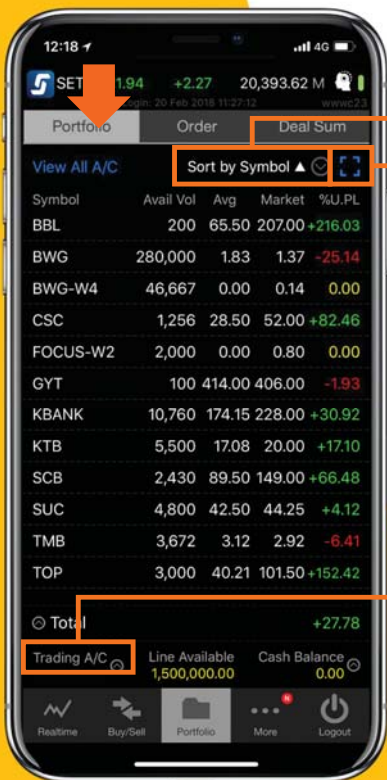 12:18 4G
SET 1.94 +2.27 20,393.62 M
Login: 20 Feb 2018 11:27:12 wwwc23
Portfolio Order Deal Sum
View All A/C Sort by Symbol ▲
Symbol Avail Vol Avg Market %U.PL
BBL 200 65.50 207.00 +216.03
BWG 280,000 1.83 1.37 -25.14
BWG-W4 46,667 0.00 0.14 0.00
CSC 1,256 28.50 52.00 +82.46
FOCUS-W2 2,000 0.00 0.80 0.00
GYT 100 414.00 406.00 -1.93
KBANK 10,760 174.15 228.00 +30.92
KTB 5,500 17.08 20.00 +17.10
SCB 2,430 89.50 149.00 +66.48
SUC 4,800 42.50 44.25 +4.12
TMB 3,672 3.12 2.92 -6.41
TOP 3,000 40.21 101.50 +152.42
Total +27.78
Trading A/C Line Available Cash Balance
1,500,000.00 0.00
N
Realtime Buy/Sell Portfolio More Logout